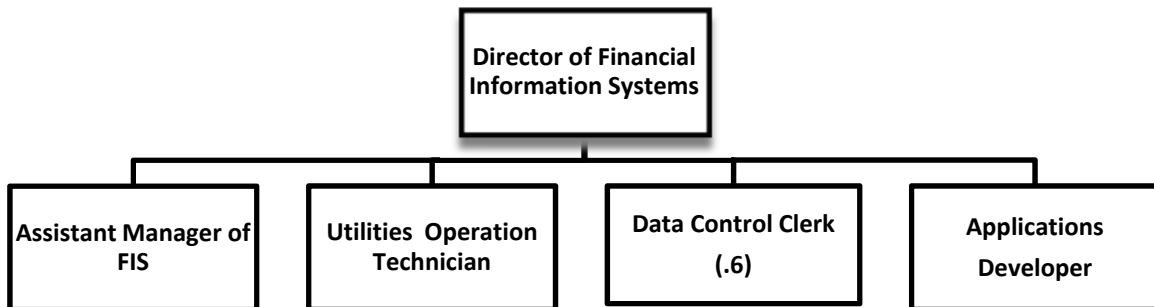 Director of Financial
Information Systems
Assistant Manager of
FIS
Utilities Operation
Technician
Data Control Clerk
(.6)
Applications
Developer